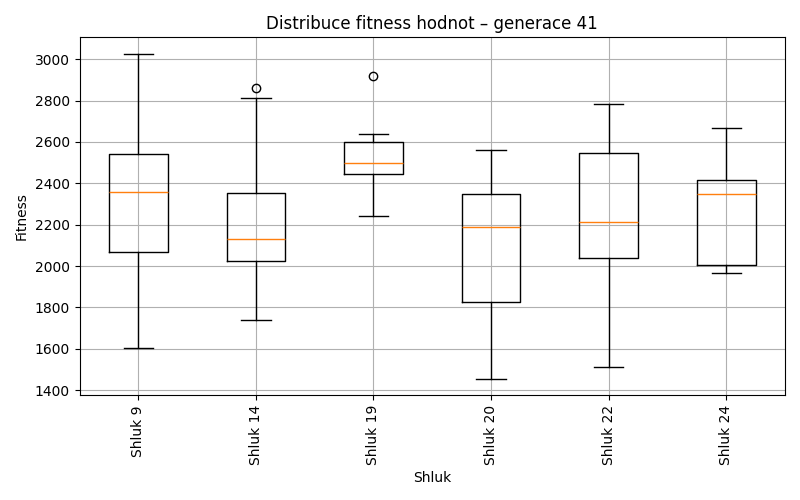 Distribuce fitness hodnot – generace 41
3000
2800
2600
2400
2200
2000
1800
1600
1400
Fitness
Shluk 9
Shluk 14
Shluk 19
Shluk 20
Shluk 22
Shluk 24
Shluk